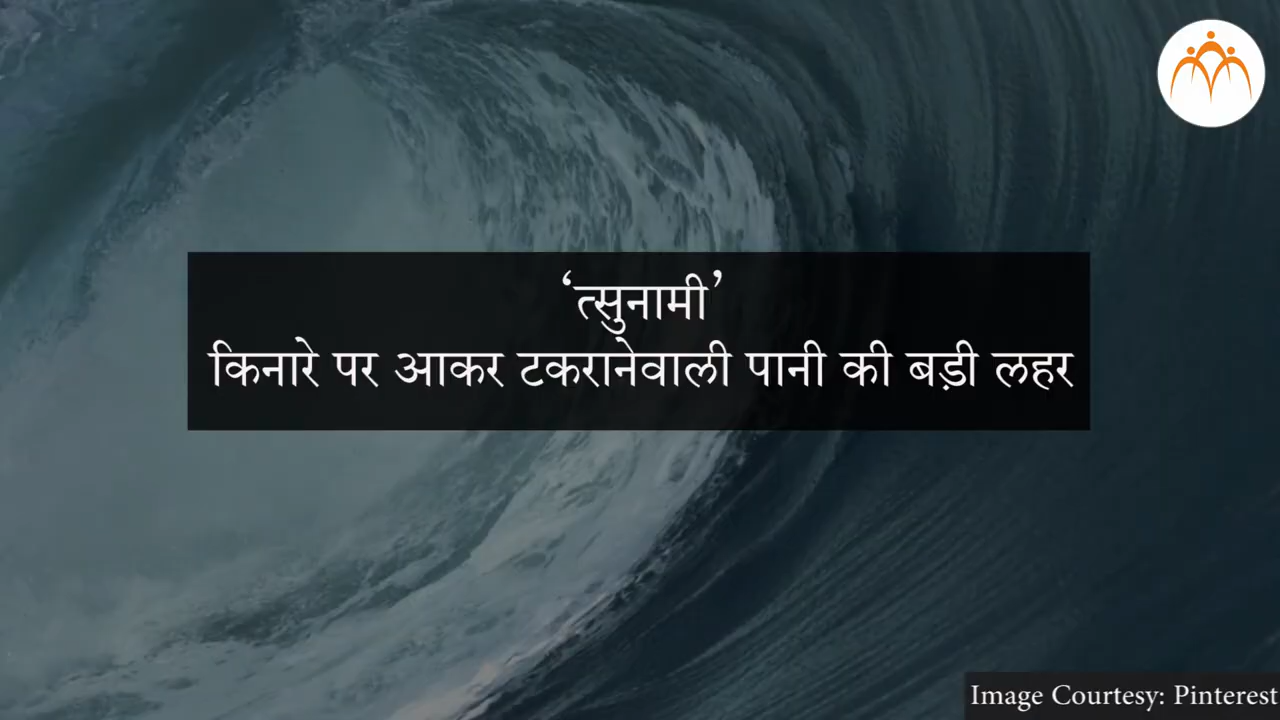 ‘त्सुनामी’
किनारे पर आकर टकरानेवाली पानी की बड़ी लहर
Image Courtesy: Pinterest